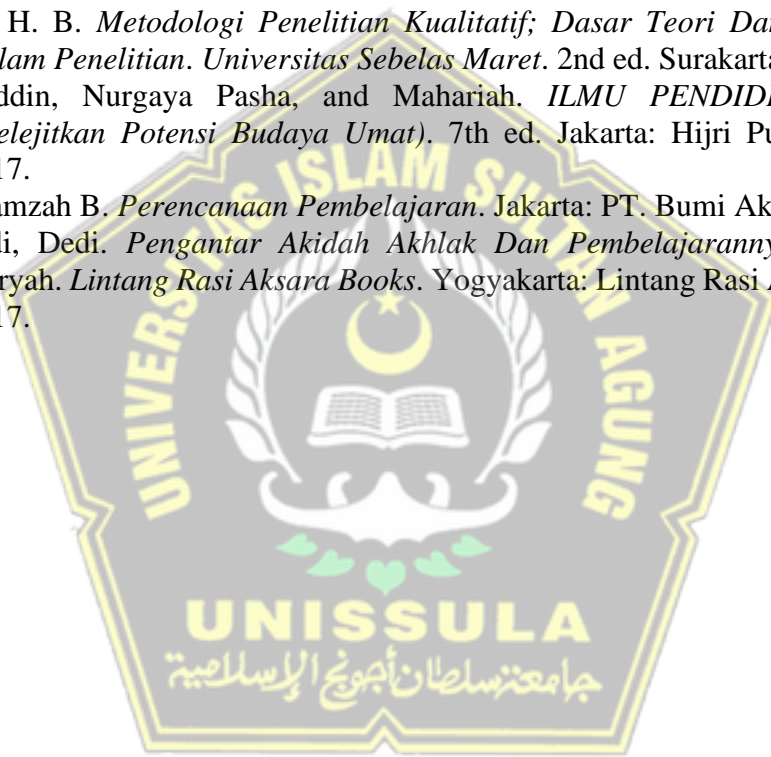 H. B. Metodologi Penelitian Kualitatif; Dasar Teori Dan
lam Penelitian. Universitas Sebelas Maret. 2nd ed. Surakarta
ddin, Nurgaya Pasha, and Mahariah. ILMU PENDIDI
elejitkan Potensi Budaya Umat). 7th ed. Jakarta: Hijri Pu
17.
amzah B. Perencanaan Pembelajaran. Jakarta: PT. Bumi Ak
di, Dedi. Pengantar Akidah Akhlak Dan Pembelajaranny
ryah. Lintang Rasi Aksara Books. Yogyakarta: Lintang Rasi A
17.
UNIVERSITAS ISLAM SULTAN AGUNG
UNISSULA
جامعة سلطان أجونج الإسلامية